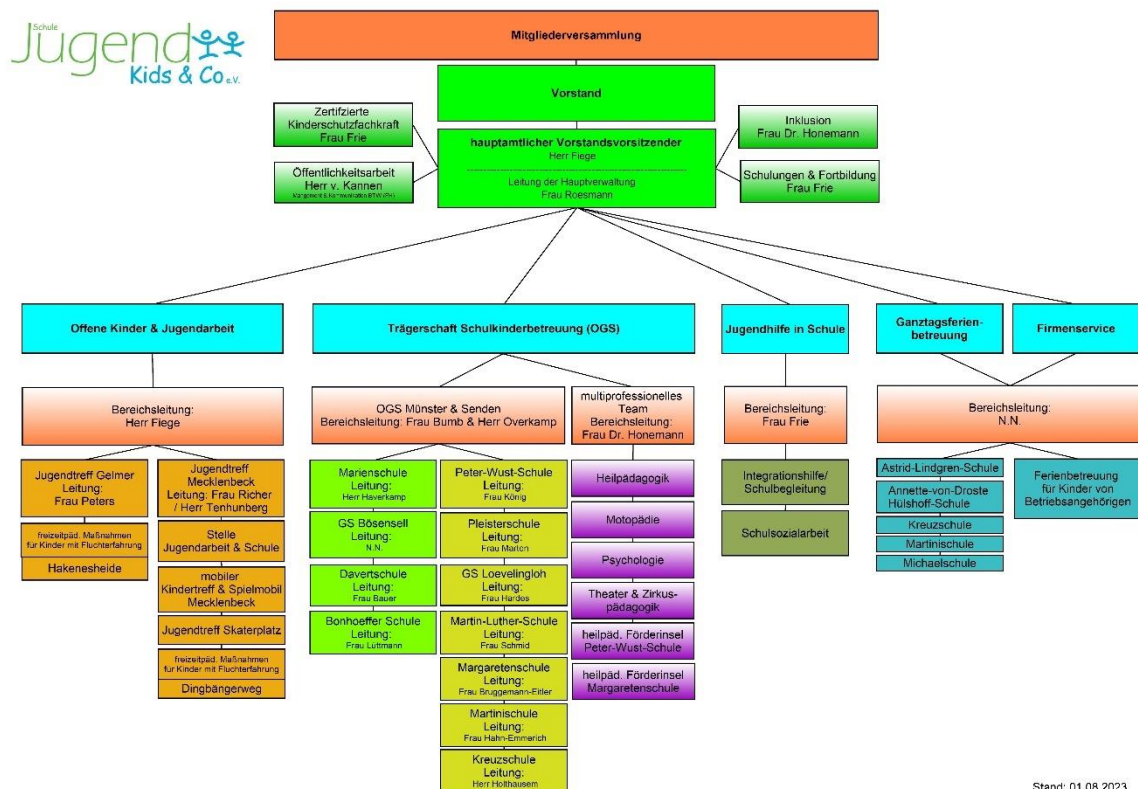 Schule
Jugend
Kids & Co e.V.
Mitgliederversammlung
Vorstand
Zertifzierte
Kinderschutzfachkraft
Frau Frie
Öffentlichkeitsarbeit
Herr v. Kannen
hauptamtlicher Vorstandsvorsitzender
Herr Fiege
Leitung der Hauptverwaltung
Frau Roesmann
Inklusion
Frau Dr. Honemann
Schulungen & Fortbildung
Frau Frie
Offene Kinder & Jugendarbeit
Trägerschaft Schulkinderbetreuung (OGS)
Jugendhilfe in Schule
Ganztagsferien-
betreuung
Firmenservice
Bereichsleitung:
Herr Fiege
OGS Münster & Senden
Bereichsleitung: Frau Bumb & Herr Overkamp
multiprofessionelles
Team
Bereichsleitung:
Frau Dr. Honemann
Bereichsleitung:
Frau Frie
Bereichsleitung:
N.N.
Jugendtreff Gelmer
Leitung:
Frau Peters
freizeitpäd. Maßnahmen
für Kinder mit Fluchterfahrung
Hakenesheide
Jugendtreff
Mecklenbeck
Leitung: Frau Richer
/ Herr Tenhunberg
Stelle
Jugendarbeit & Schule
mobiler
Kindertreff & Spielmobil
Mecklenbeck
Jugendtreff Skaterplatz
freizeitpäd. Maßnahmen
für Kinder mit Fluchterfahrung
Dingbängerweg
Marienschule
Leitung:
Herr Haverkamp
GS Bösensell
Leitung:
N.N.
Davertschule
Leitung:
Frau Bauer
Bonhoeffer Schule
Leitung:
Frau Lüttmann
Peter-Wust-Schule
Leitung:
Frau König
Pleisterschule
Leitung:
Frau Marten
GS Loevelingloh
Leitung:
Frau Hardos
Martin-Luther-Schule
Leitung:
Frau Schmid
Margaretenschule
Leitung:
Frau Bruggemann-Eitler
Martinischule
Leitung:
Frau Hahn-Emmerich
Kreuzschule
Leitung:
Herr Holthausem
Heilpädagogik
Motopädie
Psychologie
Theater & Zirkus-
pädagogik
heilpäd. Förderinsel
Peter-Wust-Schule
heilpäd. Förderinsel
Margaretenschule
Integrationshilfe/
Schulbegleitung
Schulsozialarbeit
Astrid-Lindgren-Schule
Annette-von-Droste
Hülshoff-Schule
Kreuzschule
Martinischule
Michaelschule
Ferienbetreuung
für Kinder von
Betriebsangehörigen
Stand: 01.08.2023